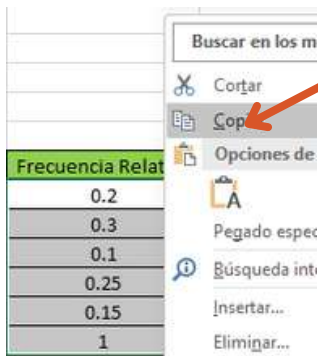 Buscar en los m
Cortar
Cop
Opciones de
Frecuencia Relat
0.2
0.3
0.1
0.25
0.15
1
A
Pegado espec
Búsqueda inte
Insertar...
Eliminar...